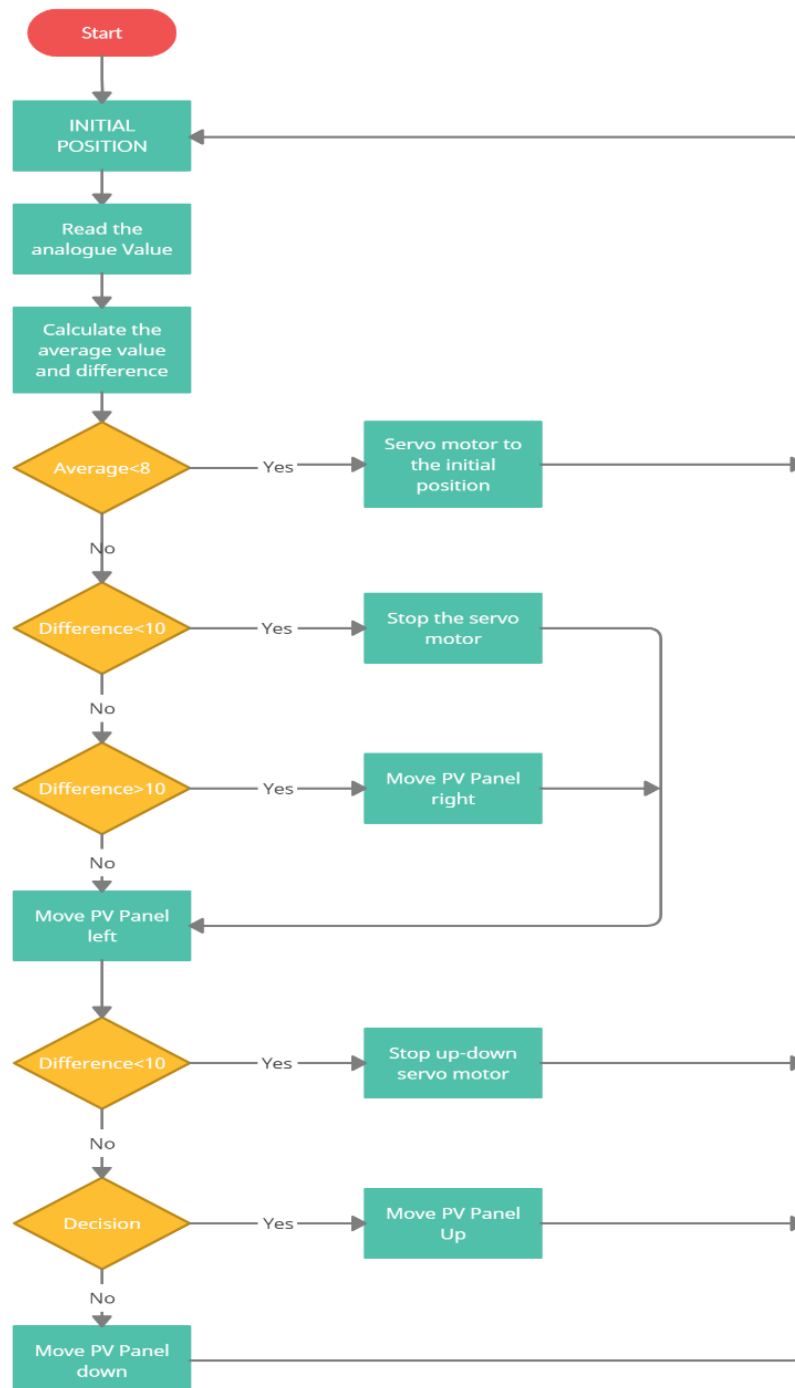 Start
INITIAL
POSITION
Read the
analogue Value
Calculate the
average value
and difference
Average<8
Yes
Servo motor to
the initial
position
No
Difference<10
Yes
Stop the servo
motor
No
Difference>10
Yes
Move PV Panel
right
No
Move PV Panel
left
Difference<10
Yes
Stop up-down
servo motor
No
Decision
Yes
Move PV Panel
Up
No
Move PV Panel
down